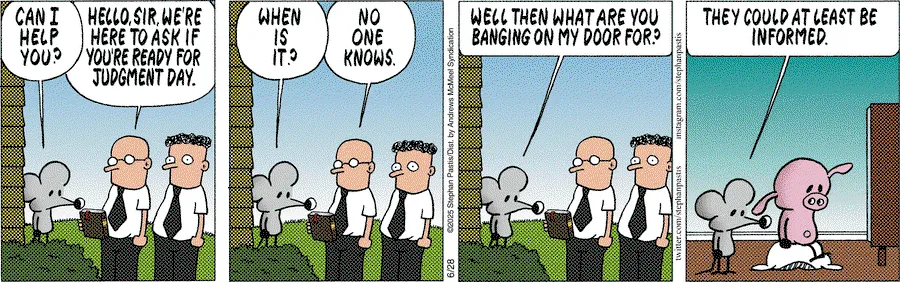 CAN I
HELP
YOU?
HELLO, SIR. WE'RE
HERE TO ASK IF
YOU'RE READY FOR
JUDGMENT DAY.
WHEN
IS
IT?
NO
ONE
KNOWS.
©2025 Stephan Pastis/Dist. by Andrews McMeel Syndication
6/28
WELL THEN WHAT ARE YOU
BANGING ON MY DOOR FOR?
twitter.com/stephanpastis
instagram.com/stephanpastis
THEY COULD AT LEAST BE
INFORMED.